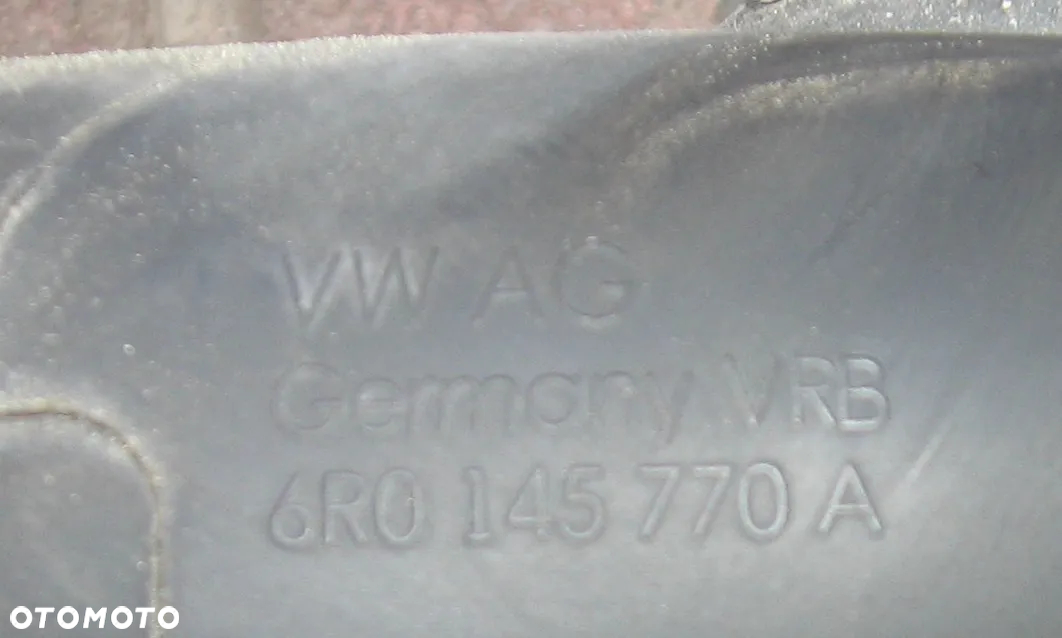 VW AG
Germany VRB
6R0 145 770 A
OTOMOTO